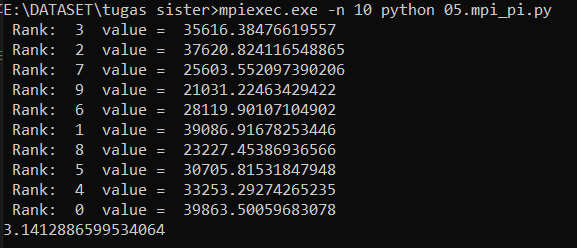 E:\DATASET\tugas sister>mpiexec.exe -n 10 python 05.mpi_pi.py
Rank:  3  value =  35616.38476619557
Rank:  2  value =  37620.824116548865
Rank:  7  value =  25603.552097390206
Rank:  9  value =  21031.22463429422
Rank:  6  value =  28119.90107104902
Rank:  1  value =  39086.91678253446
Rank:  8  value =  23227.45386936566
Rank:  5  value =  30705.81531847948
Rank:  4  value =  33253.29274265235
Rank:  0  value =  39863.50059683078
3.1412886599534064